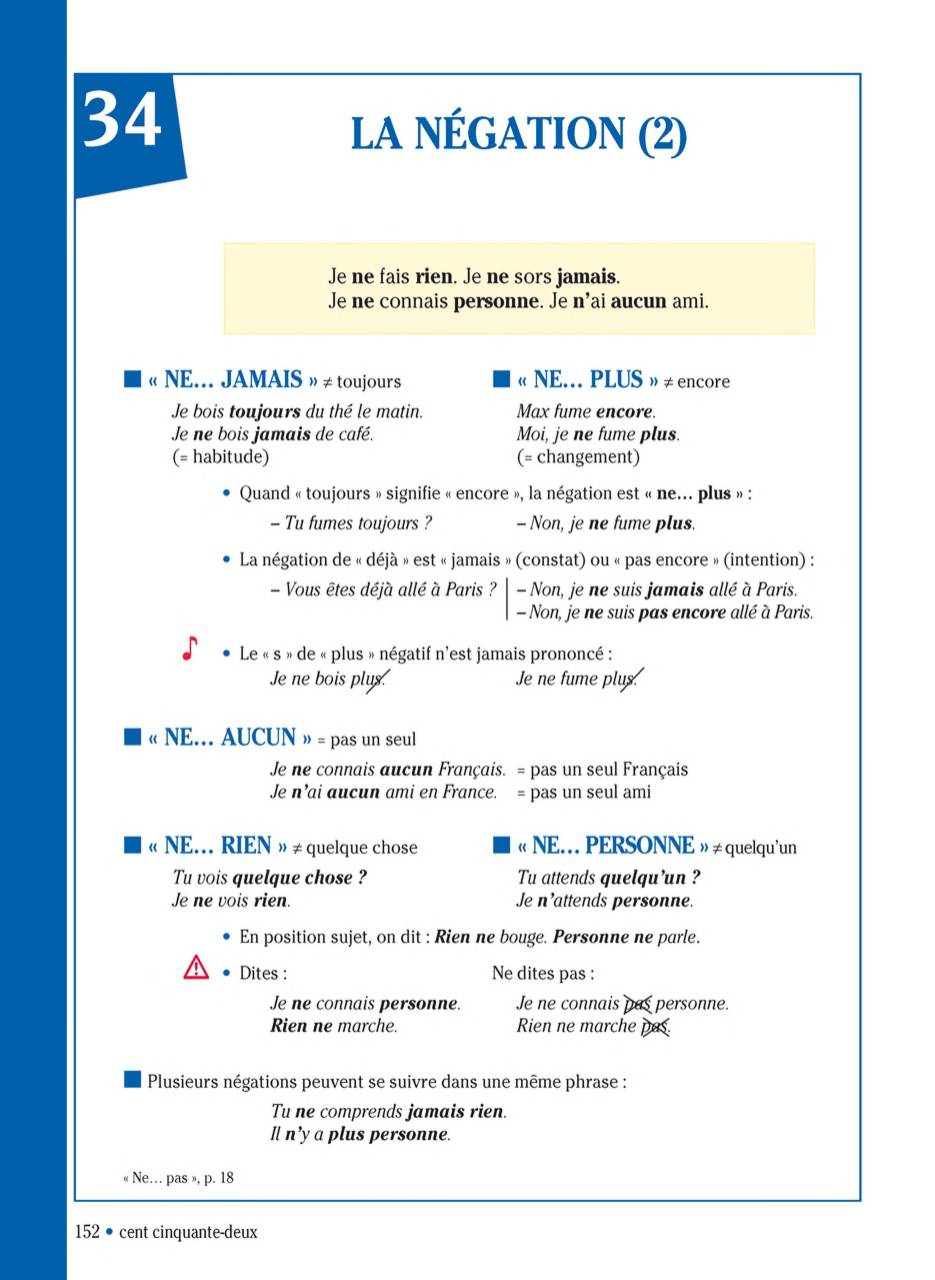 34
LA NÉGATION (2)
Je ne fais rien. Je ne sors jamais.
Je ne connais personne. Je n’ai aucun ami.
« NE… JAMAIS » ≠ toujours
Je bois toujours du thé le matin.
Je ne bois jamais de café.
(= habitude)
« NE… PLUS » ≠ encore
Max fume encore.
Moi, je ne fume plus.
(= changement)
• Quand « toujours » signifie « encore », la négation est « ne… plus » :
– Tu fumes toujours ? – Non, je ne fume plus.
• La négation de « déjà » est « jamais » (constat) ou « pas encore » (intention) :
– Vous êtes déjà allé à Paris ? – Non, je ne suis jamais allé à Paris.
– Non, je ne suis pas encore allé à Paris.
• Le « s » de « plus » négatif n’est jamais prononcé :
Je ne bois plus. Je ne fume plus.
« NE… AUCUN » = pas un seul
Je ne connais aucun Français. = pas un seul Français
Je n’ai aucun ami en France. = pas un seul ami
« NE… RIEN » ≠ quelque chose
Tu vois quelque chose ?
Je ne vois rien.
« NE… PERSONNE » ≠ quelqu’un
Tu attends quelqu’un ?
Je n’attends personne.
• En position sujet, on dit : Rien ne bouge. Personne ne parle.
• Dites : Ne dites pas :
Je ne connais personne. Je ne connais pas personne.
Rien ne marche. Rien ne marche pas.
Plusieurs négations peuvent se suivre dans une même phrase :
Tu ne comprends jamais rien.
Il n’y a plus personne.
« Ne… pas », p. 18
152 • cent cinquante-deux